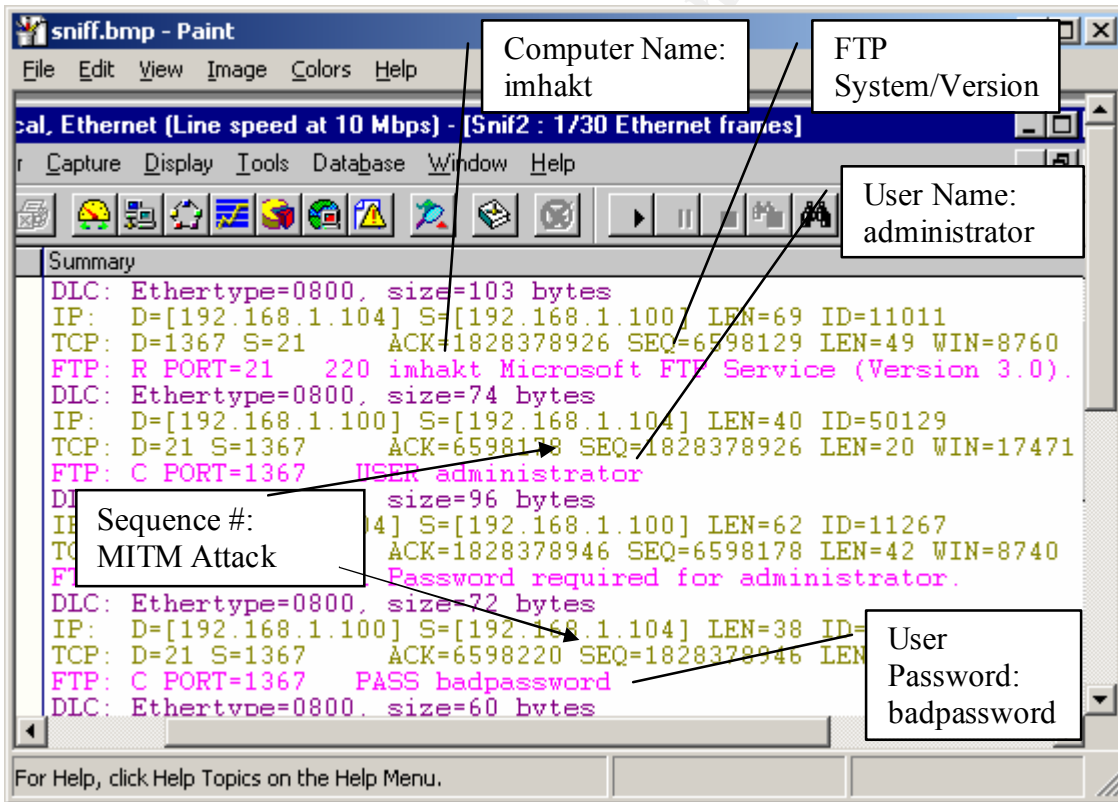 sniff.bmp - Paint
File Edit View Image Colors Help
Computer Name:
imhakt
FTP
System/Version
cal, Ethernet (Line speed at 10 Mbps) - [Snif2 : 1/30 Ethernet frames]
r Capture Display Tools Database Window Help
User Name:
administrator
Summary
DLC: Ethertype=0800, size=103 bytes
IP: D=[192.168.1.104] S=[192.168.1.100] LEN=69 ID=11011
TCP: D=1367 S=21 ACK=1828378926 SEQ=6598129 LEN=49 WIN=8760
FTP: R PORT=21 220 imhakt Microsoft FTP Service (Version 3.0).
DLC: Ethertype=0800, size=74 bytes
IP: D=[192.168.1.100] S=[192.168.1.104] LEN=40 ID=50129
TCP: D=21 S=1367 ACK=6598178 SEQ=1828378926 LEN=20 WIN=17471
FTP: C PORT=1367 USER administrator
size=96 bytes
4] S=[192.168.1.100] LEN=62 ID=11267
ACK=1828378946 SEQ=6598178 LEN=42 WIN=8740
Password required for administrator.
Sequence #:
MITM Attack
DLC: Ethertype=0800, size=72 bytes
IP: D=[192.168.1.100] S=[192.168.1.104] LEN=38 ID=
TCP: D=21 S=1367 ACK=6598220 SEQ=1828378946 LEN
FTP: C PORT=1367 PASS badpassword
DLC: Ethertype=0800, size=60 bytes
User
Password:
badpassword
For Help, click Help Topics on the Help Menu.